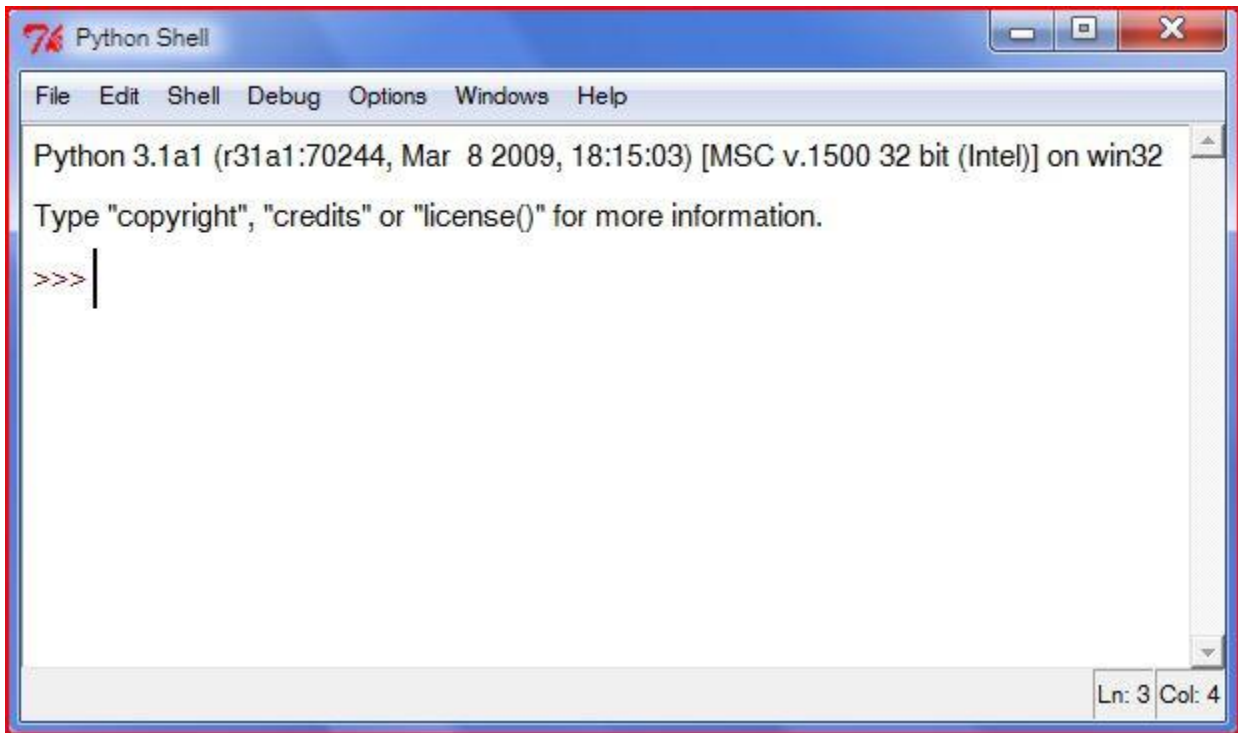 Python Shell
File Edit Shell Debug Options Windows Help
Python 3.1a1 (r31a1:70244, Mar  8 2009, 18:15:03) [MSC v.1500 32 bit (Intel)] on win32
Type "copyright", "credits" or "license()" for more information.
>>>
Ln: 3 Col: 4